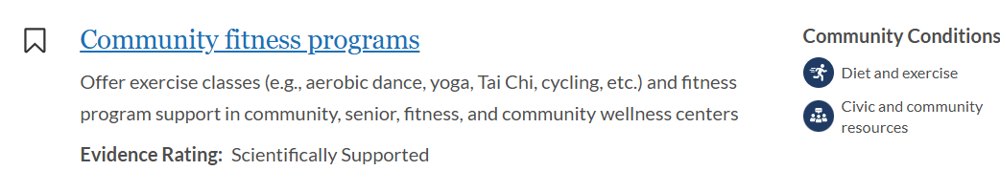 Community fitness programs
Offer exercise classes (e.g., aerobic dance, yoga, Tai Chi, cycling, etc.) and fitness
program support in community, senior, fitness, and community wellness centers
Evidence Rating: Scientifically Supported
Community Conditions
Diet and exercise
Civic and community
resources